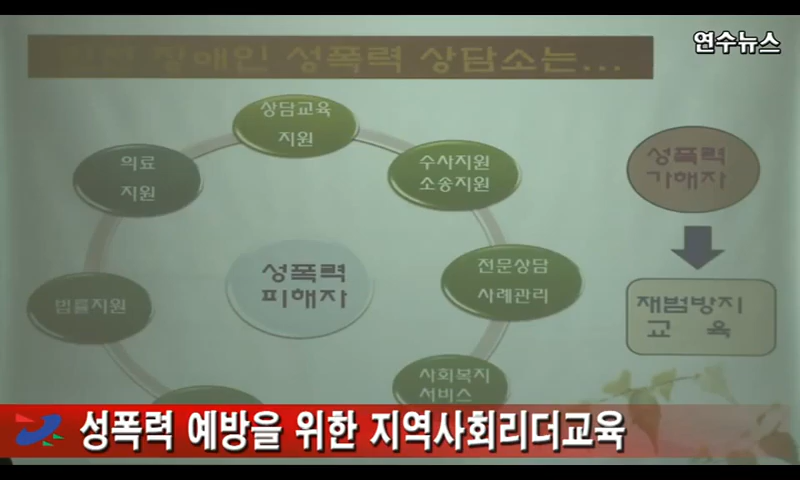 연수뉴스
장애인 성폭력 상담소는...
상담교육
지원
의료
지원
수사지원
소송지원
성폭력
가해자
성폭력
피해자
전문상담
사례관리
법률지원
재범방지
교 육
사회복지
서비스
성폭력 예방을 위한 지역사회리더교육